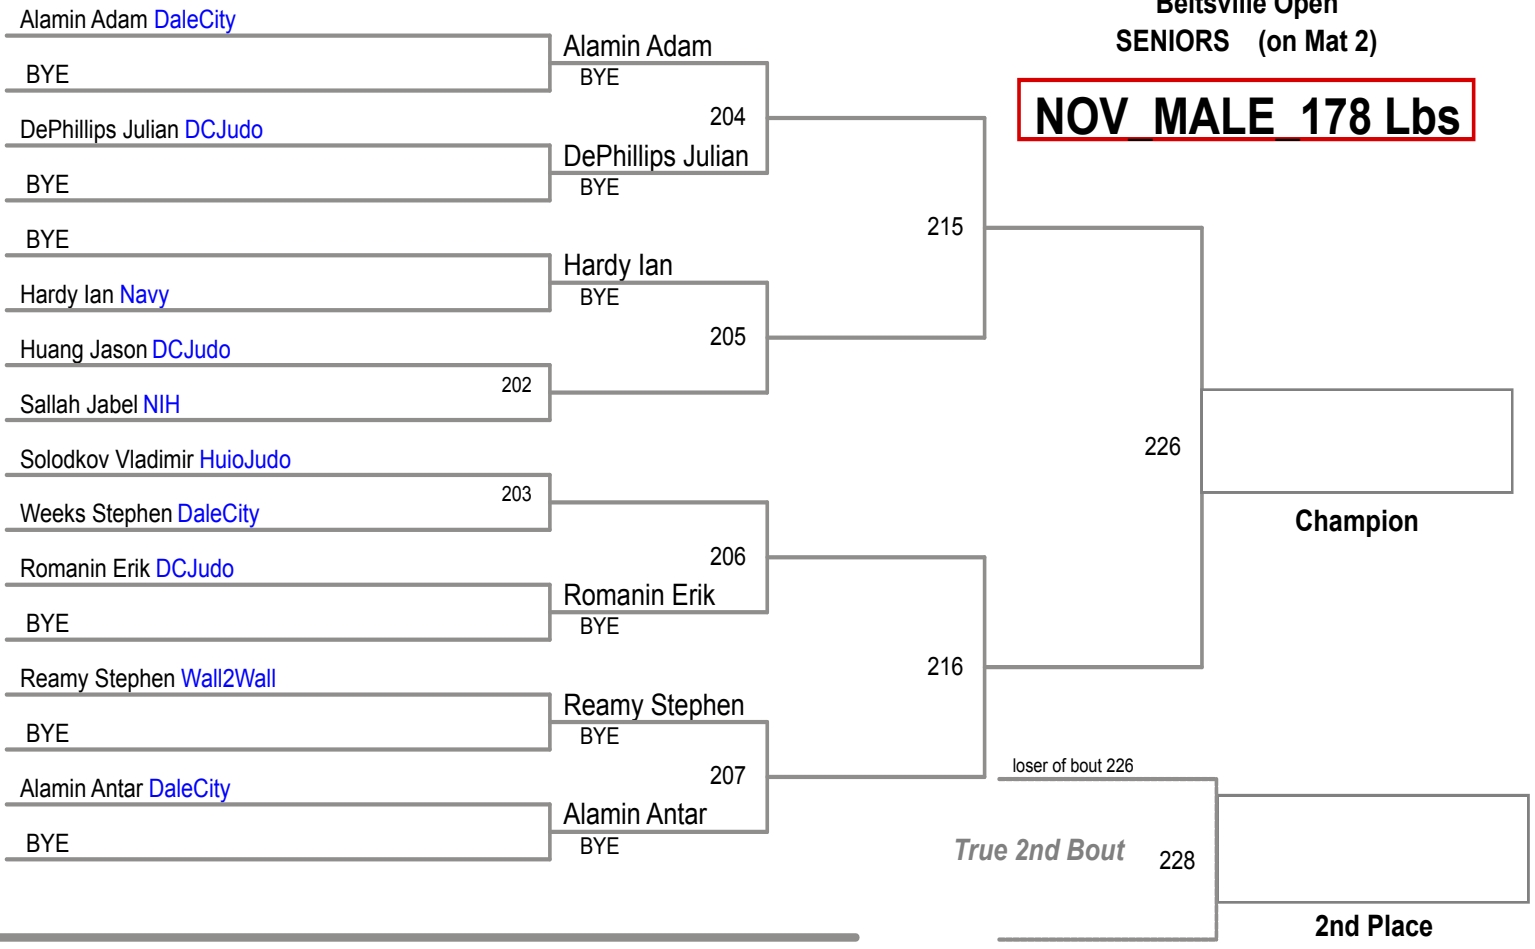 Beltsville Open
SENIORS (on Mat 2)
NOV_MALE_178 Lbs
Alamin Adam DaleCity
BYE
DePhillips Julian DCJudo
BYE
BYE
Hardy Ian Navy
Huang Jason DCJudo
Sallah Jabel NIH
Solodkov Vladimir HuioJudo
Weeks Stephen DaleCity
Romanin Erik DCJudo
BYE
Reamy Stephen Wall2Wall
BYE
Alamin Antar DaleCity
BYE
202
203
Alamin Adam
BYE
204
DePhillips Julian
BYE
Hardy Ian
BYE
205
206
Romanin Erik
BYE
Reamy Stephen
BYE
207
Alamin Antar
BYE
215
216
226
Champion
loser of bout 226
True 2nd Bout
228
2nd Place